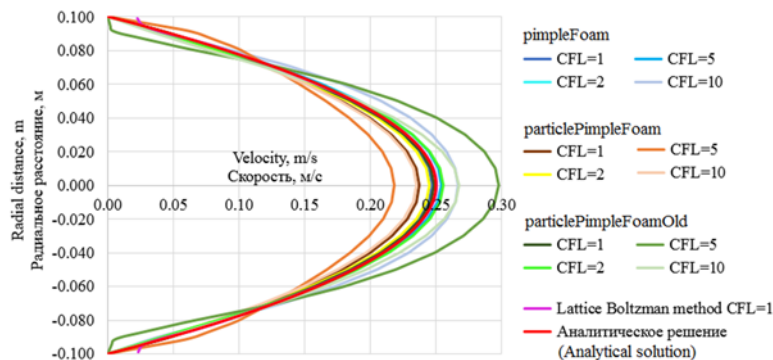 0.100
0.080
0.060
0.040
0.020
0.000
-0.020
-0.040
-0.060
-0.080
-0.100
Radial distance, m
Радиальное расстояние, м
Velocity, m/s
Скорость, м/с
0.00
0.05
0.10
0.15
0.20
0.25
0.30
pimpleFoam
CFL=1
CFL=5
CFL=2
CFL=10
particlePimpleFoam
CFL=1
CFL=5
CFL=2
CFL=10
particlePimpleFoamOld
CFL=1
CFL=5
CFL=2
CFL=10
Lattice Boltzman method CFL=1
Аналитическое решение
(Analytical solution)